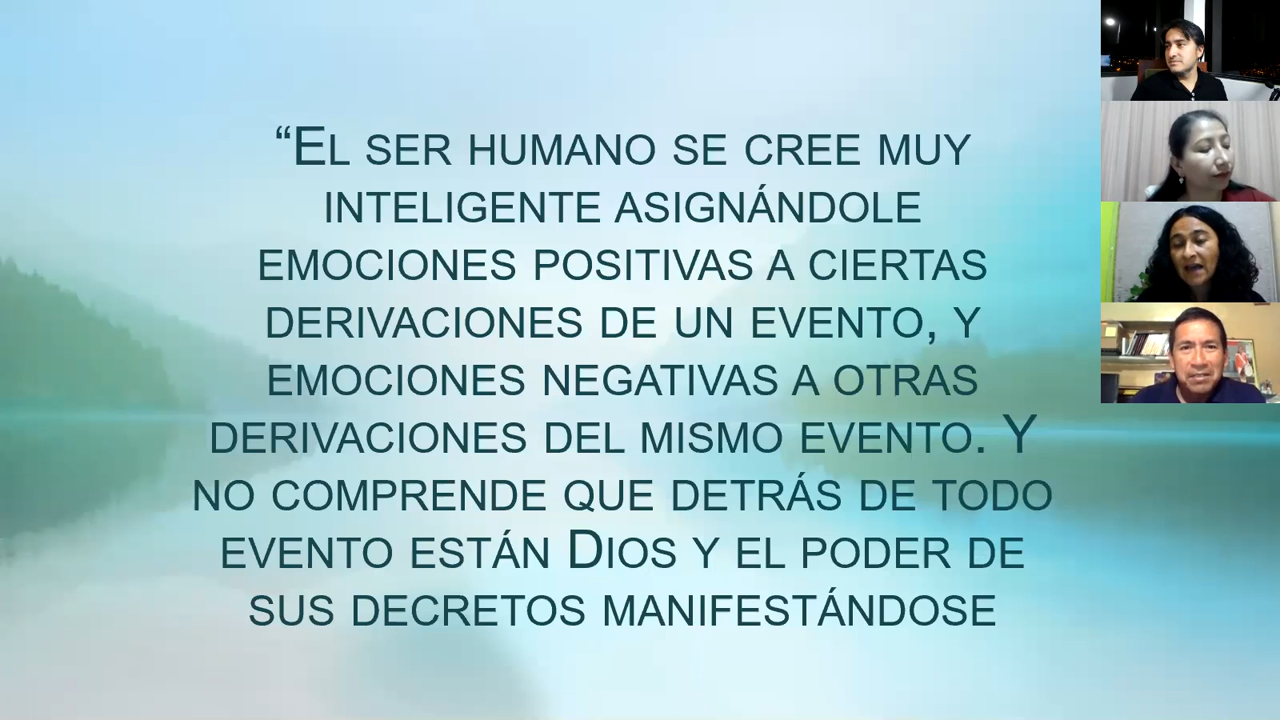 “El ser humano se cree muy
inteligente asignándole
emociones positivas a ciertas
derivaciones de un evento, y
emociones negativas a otras
derivaciones del mismo evento. Y
no comprende que detrás de todo
evento están Dios y el poder de
sus decretos manifestándose